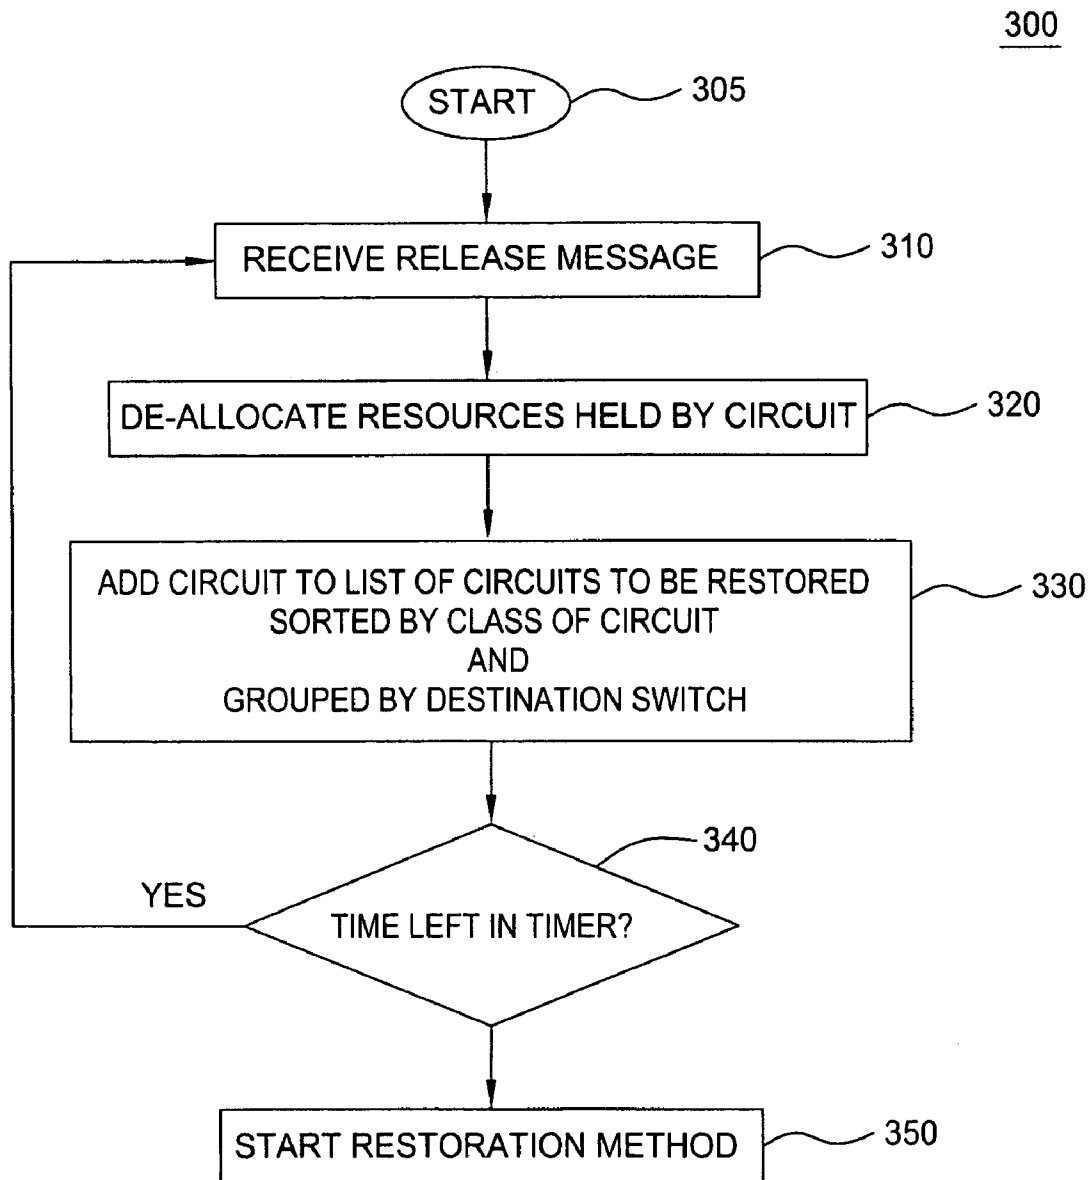 300
START
305
RECEIVE RELEASE MESSAGE
310
DE-ALLOCATE RESOURCES HELD BY CIRCUIT
320
ADD CIRCUIT TO LIST OF CIRCUITS TO BE RESTORED
SORTED BY CLASS OF CIRCUIT
AND
GROUPED BY DESTINATION SWITCH
330
340
YES
TIME LEFT IN TIMER?
START RESTORATION METHOD
350